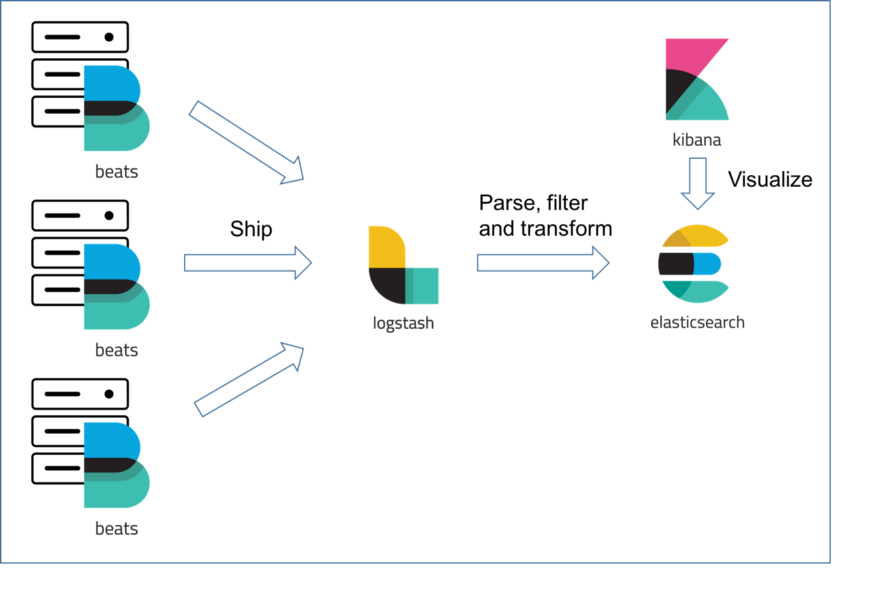 beats
beats
beats
Ship
logstash
Parse, filter
and transform
kibana
Visualize
elasticsearch